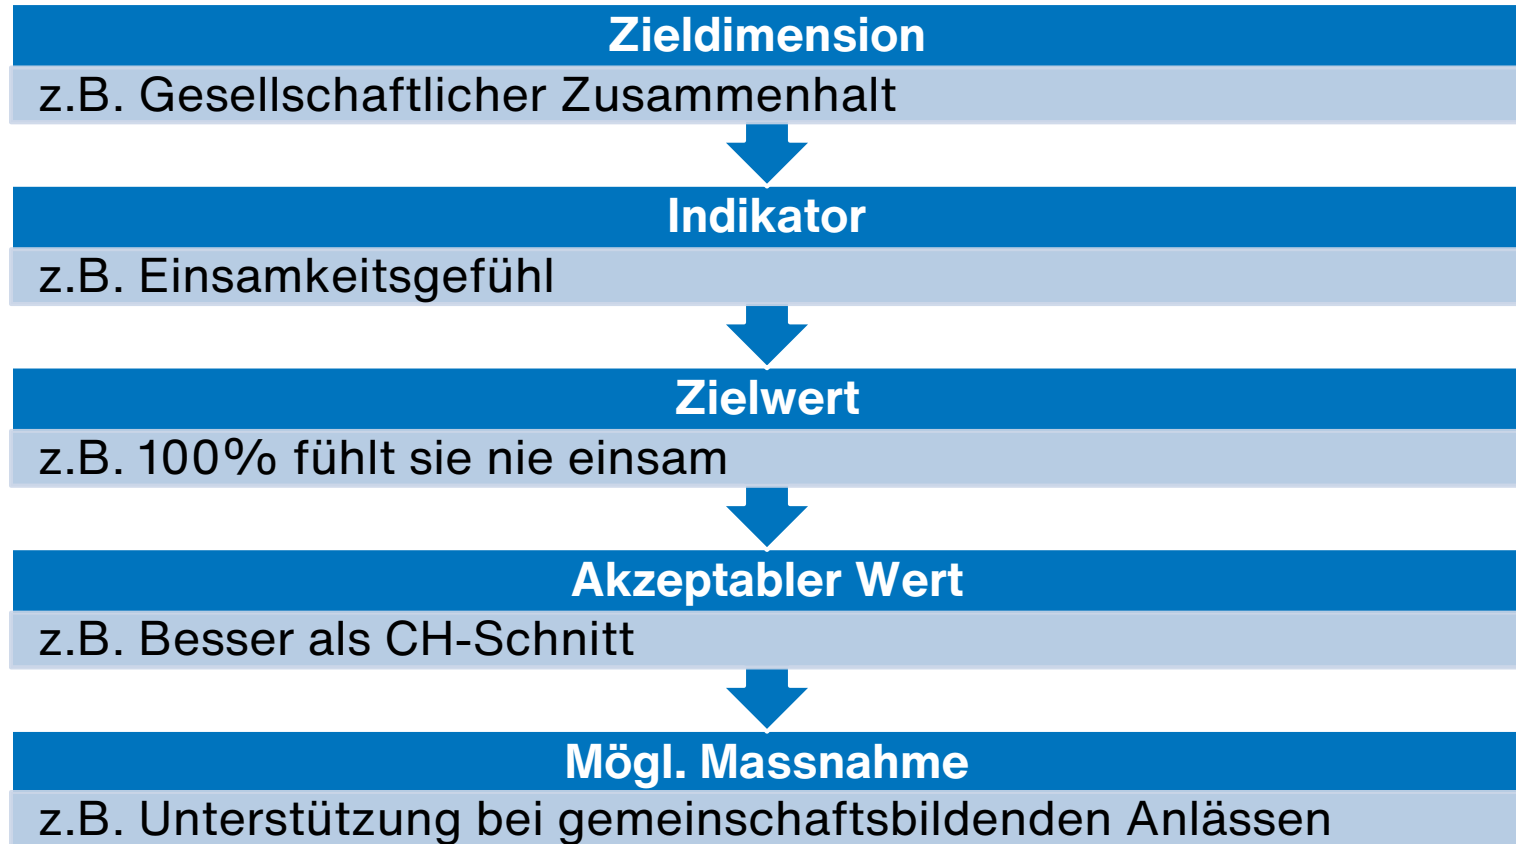 Zieldimension
z.B. Gesellschaftlicher Zusammenhalt
Indikator
z.B. Einsamkeitsgefühl
Zielwert
z.B. 100% fühlt sie nie einsam
Akzeptabler Wert
z.B. Besser als CH-Schnitt
Mögl. Massnahme
z.B. Unterstützung bei gemeinschaftsbildenden Anlässen